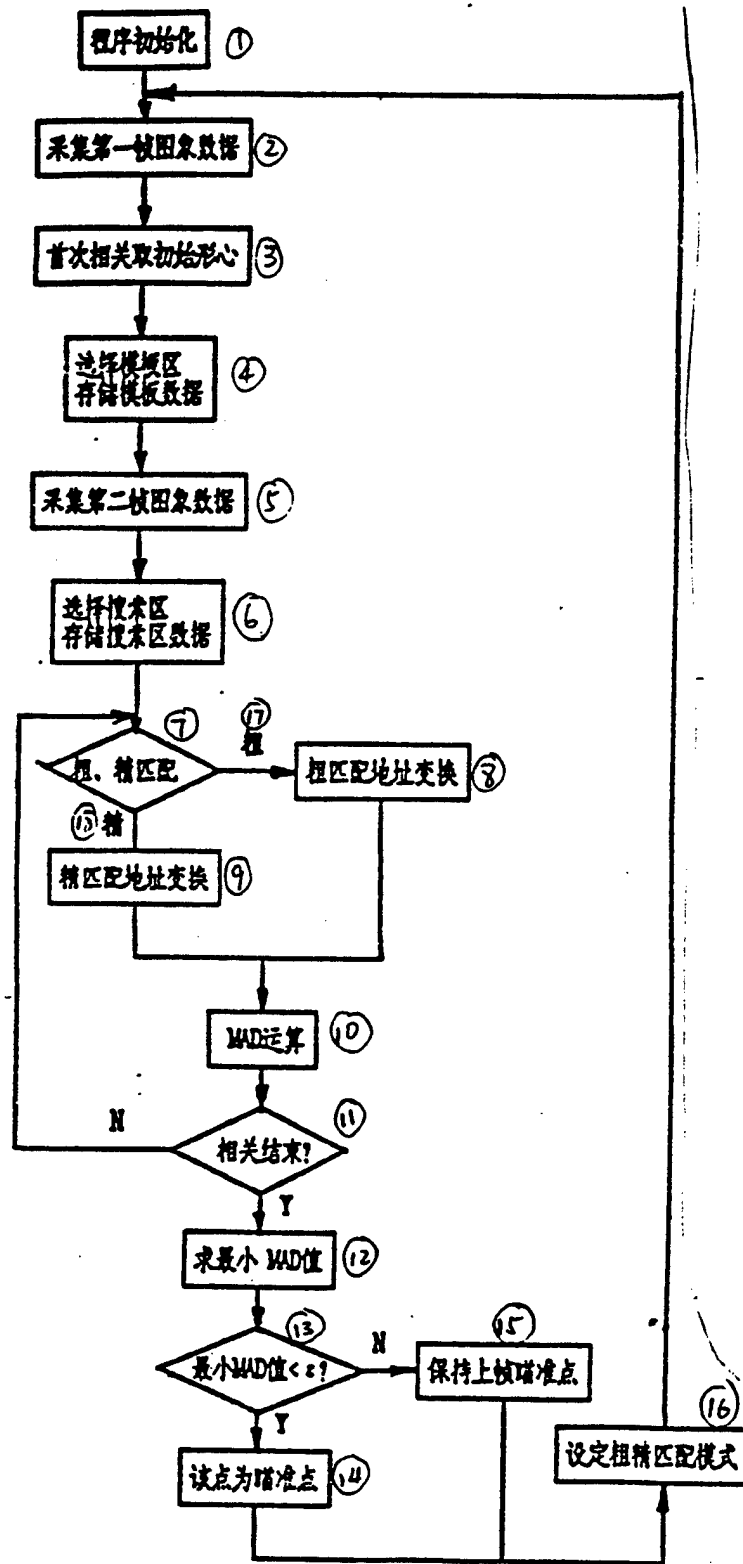 程序初始化 ①
采集第一帧图象数据 ②
首次相关取初始形心 ③
选择模板区
存储模板数据 ④
采集第二帧图象数据 ⑤
选择搜索区
存储搜索区数据 ⑥
⑦ ⑰
粗、精匹配 粗 粗匹配地址变换 ⑧
精
精匹配地址变换 ⑨
MAD运算 ⑩
N ⑪
相关结束?
Y
求最小 MAD值 ⑫
⑬ N ⑮
最小MAD值< ε? 保持上帧瞄准点
⑯
Y 设定粗精匹配模式
该点为瞄准点 ⑭